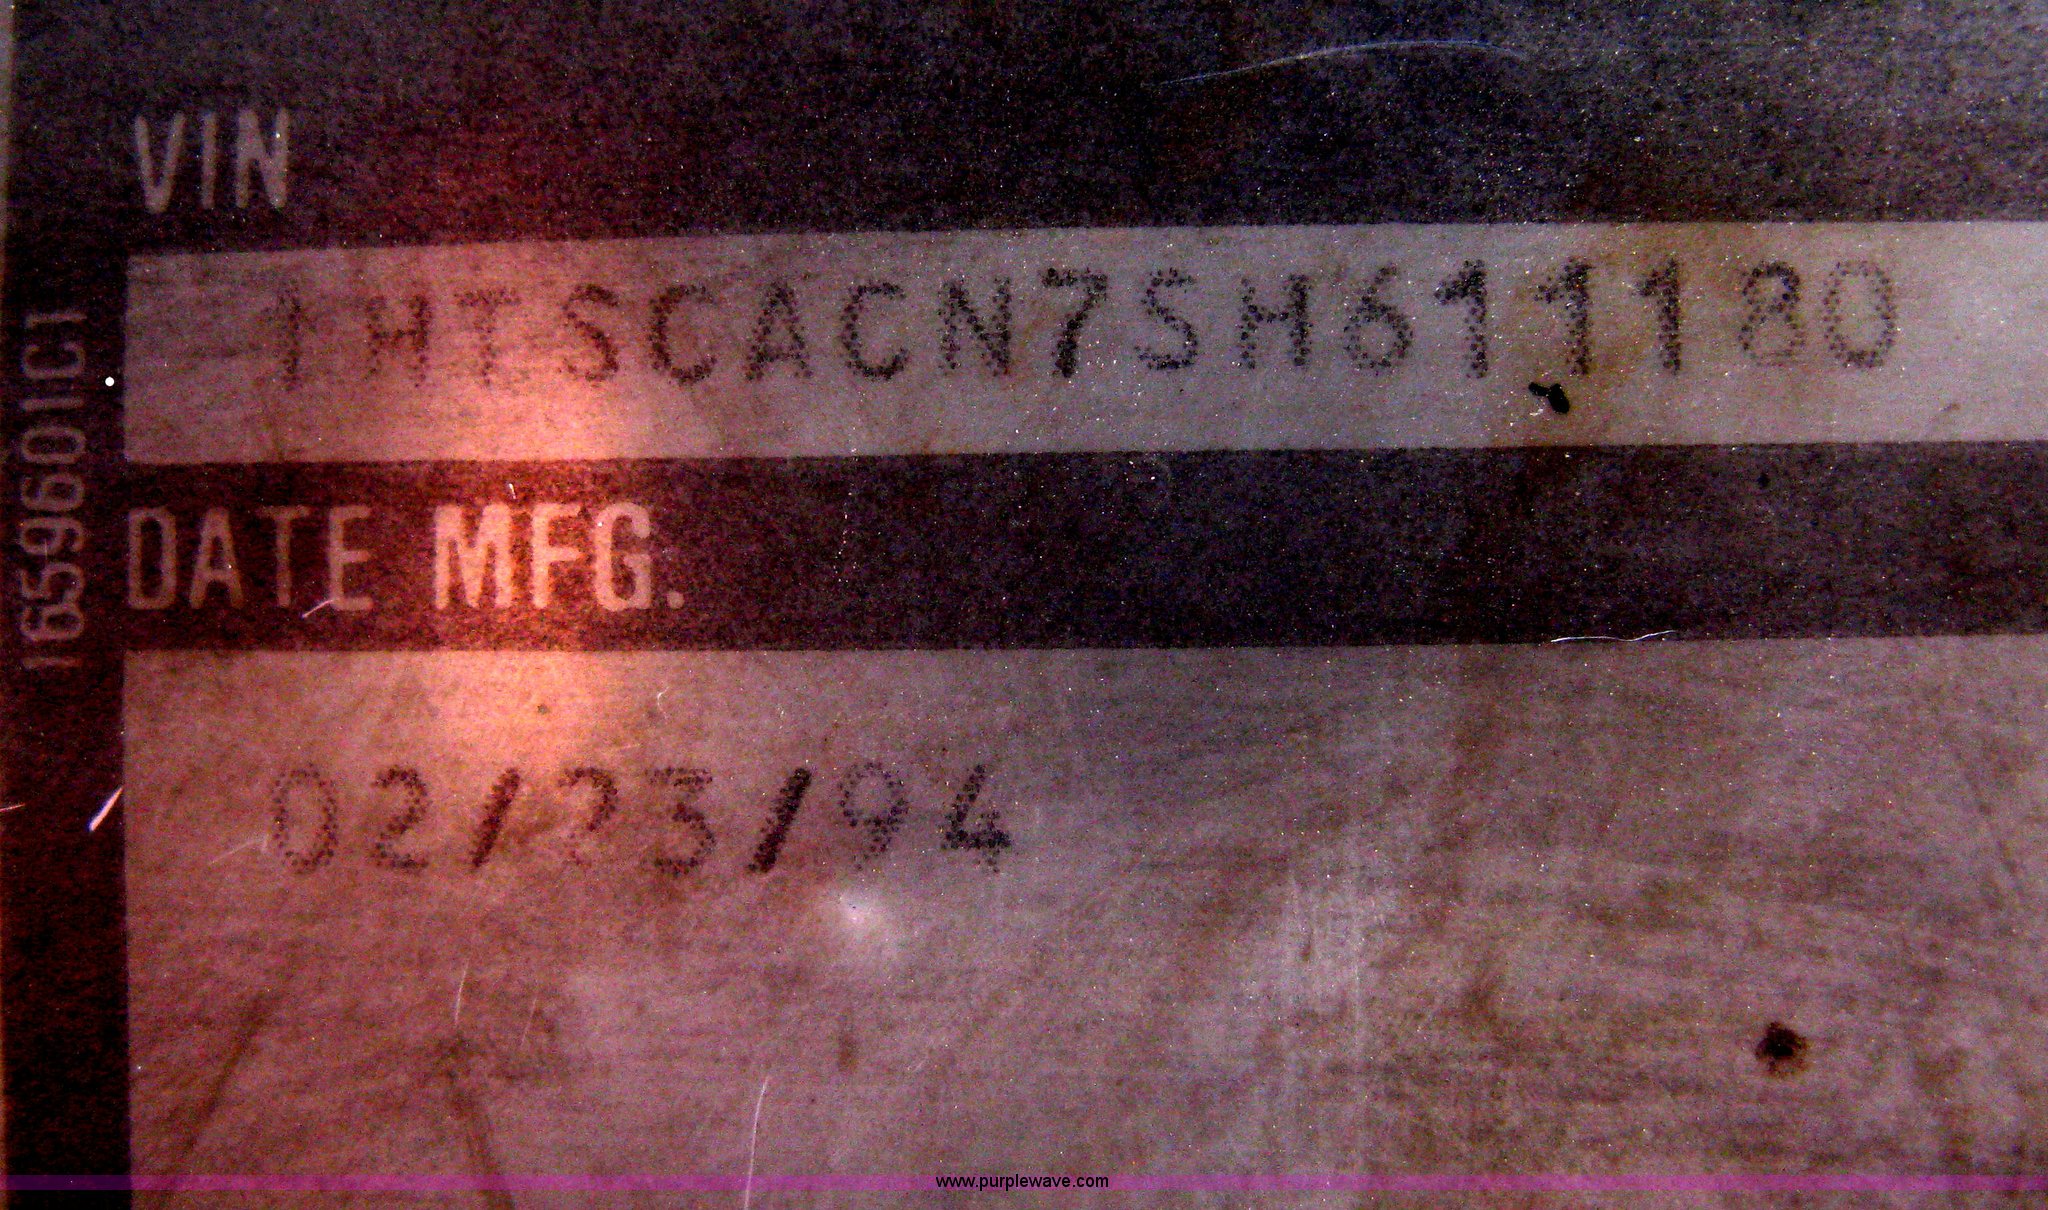 VIN
1HTSCACN7SH611180
DATE MFG.
02/23/94
1659601C1
www.purplewave.com